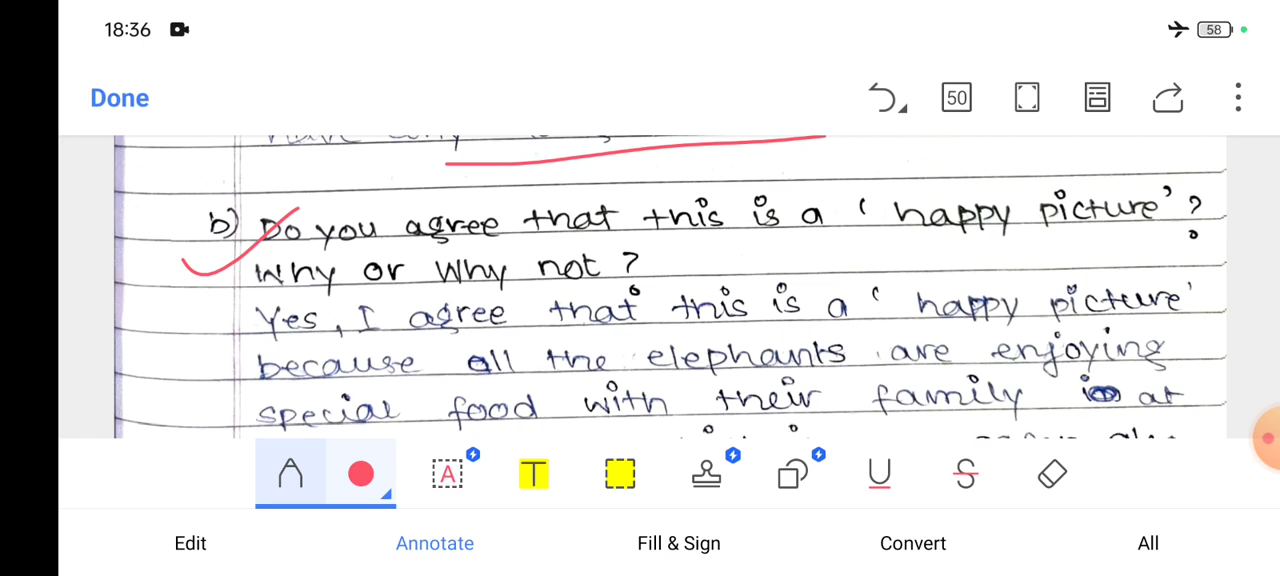 18:36
58
Done
50
b) Do you agree that this is a ' happy picture' ?
Why or Why not ?
Yes, I agree that this is a ' happy picture'
because all the elephants are enjoying
special food with their family at
A
T
U
S
Edit Annotate Fill & Sign Convert All